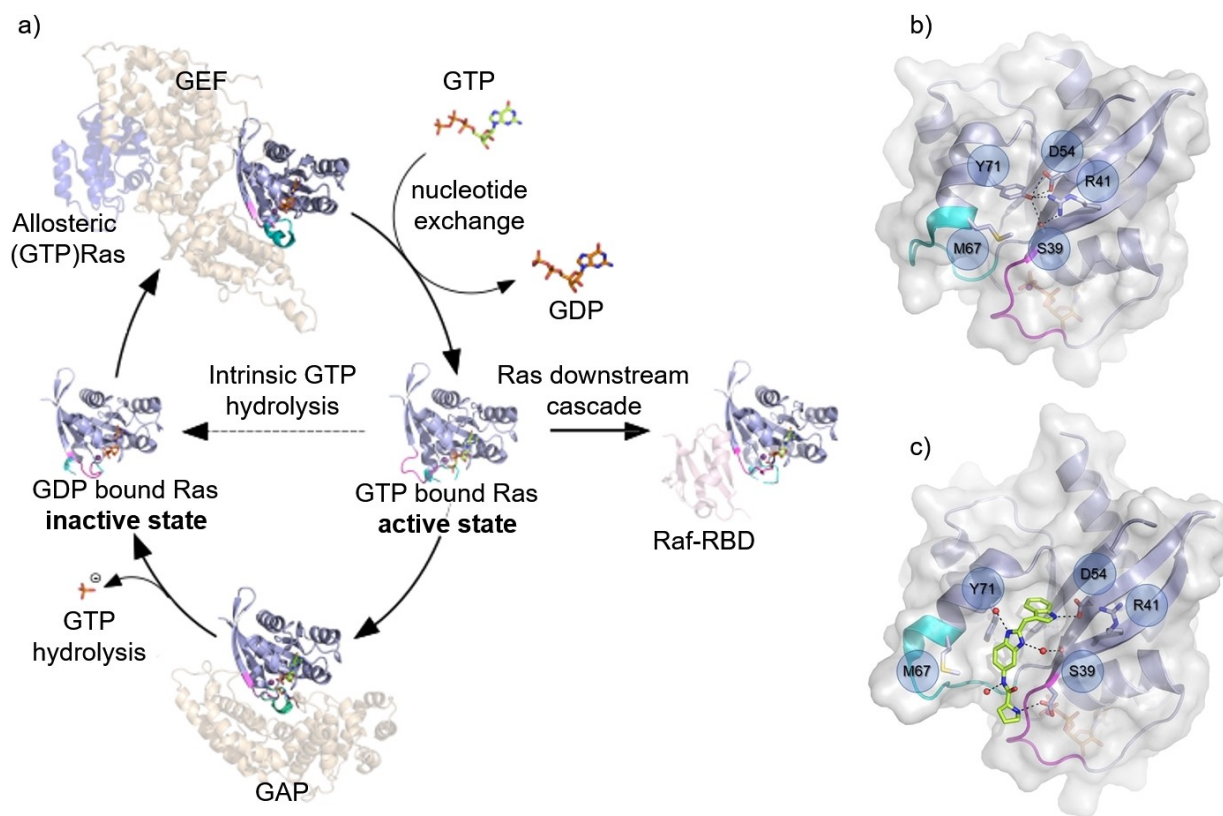 a)
GEF
GTP
nucleotide
exchange
GDP
Allosteric
(GTP)Ras
Intrinsic GTP
hydrolysis
Ras downstream
cascade
GDP bound Ras
inactive state
GTP bound Ras
active state
Raf-RBD
GTP
hydrolysis
GAP
b)
Y71
D54
R41
M67
S39
c)
Y71
D54
R41
M67
S39